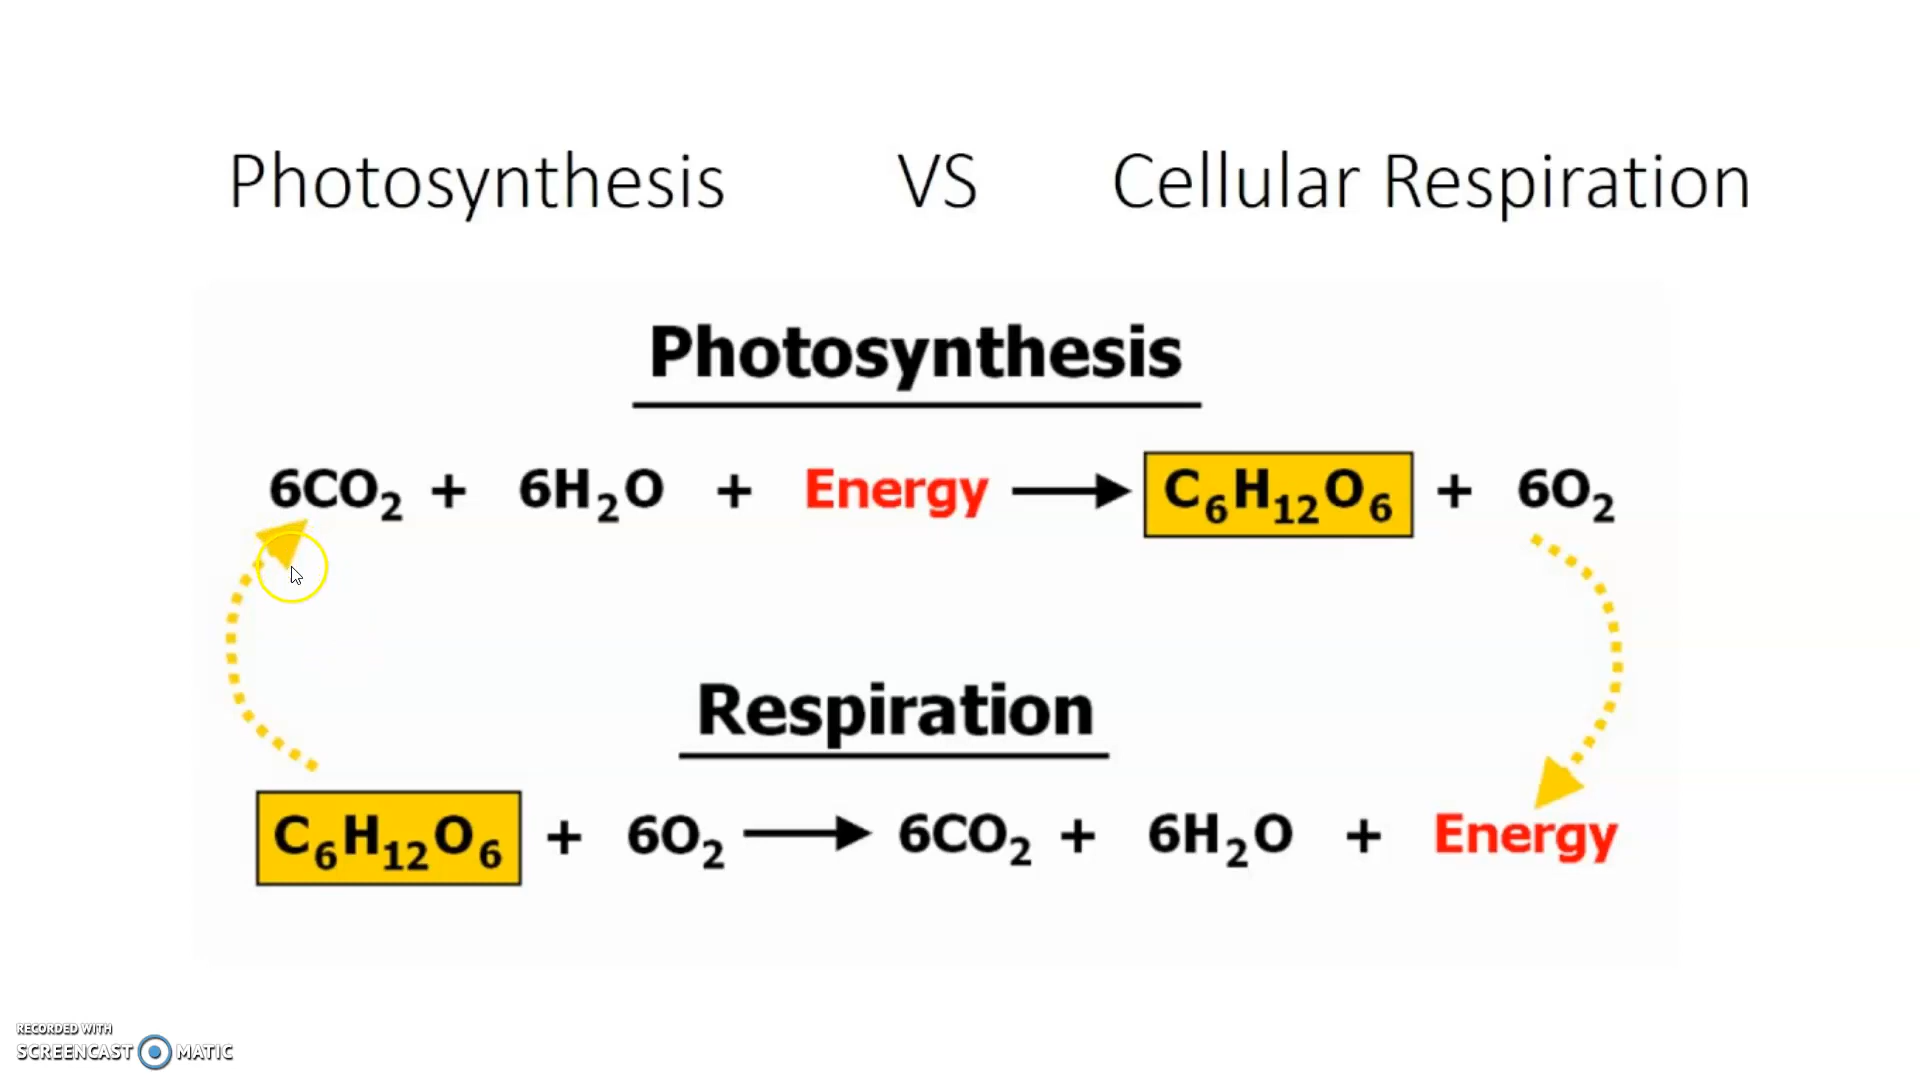 Photosynthesis VS Cellular Respiration
Photosynthesis
6CO₂ + 6H₂O + Energy → C₆H₁₂O₆ + 6O₂
Respiration
C₆H₁₂O₆ + 6O₂ → 6CO₂ + 6H₂O + Energy
RECORDED WITH
SCREENCAST MATIC